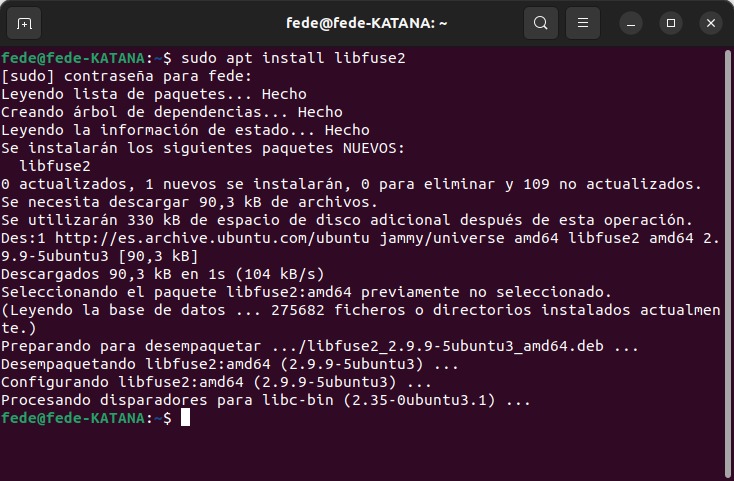 fede@fede-KATANA: ~
fede@fede-KATANA:~$ sudo apt install libfuse2
[sudo] contraseña para fede:
Leyendo lista de paquetes... Hecho
Creando árbol de dependencias... Hecho
Leyendo la información de estado... Hecho
Se instalarán los siguientes paquetes NUEVOS:
  libfuse2
0 actualizados, 1 nuevos se instalarán, 0 para eliminar y 109 no actualizados.
Se necesita descargar 90,3 kB de archivos.
Se utilizarán 330 kB de espacio de disco adicional después de esta operación.
Des:1 http://es.archive.ubuntu.com/ubuntu jammy/universe amd64 libfuse2 amd64 2.
9.9-5ubuntu3 [90,3 kB]
Descargados 90,3 kB en 1s (104 kB/s)
Seleccionando el paquete libfuse2:amd64 previamente no seleccionado.
(Leyendo la base de datos ... 275682 ficheros o directorios instalados actualmen
te.)
Preparando para desempaquetar .../libfuse2_2.9.9-5ubuntu3_amd64.deb ...
Desempaquetando libfuse2:amd64 (2.9.9-5ubuntu3) ...
Configurando libfuse2:amd64 (2.9.9-5ubuntu3) ...
Procesando disparadores para libc-bin (2.35-0ubuntu3.1) ...
fede@fede-KATANA:~$